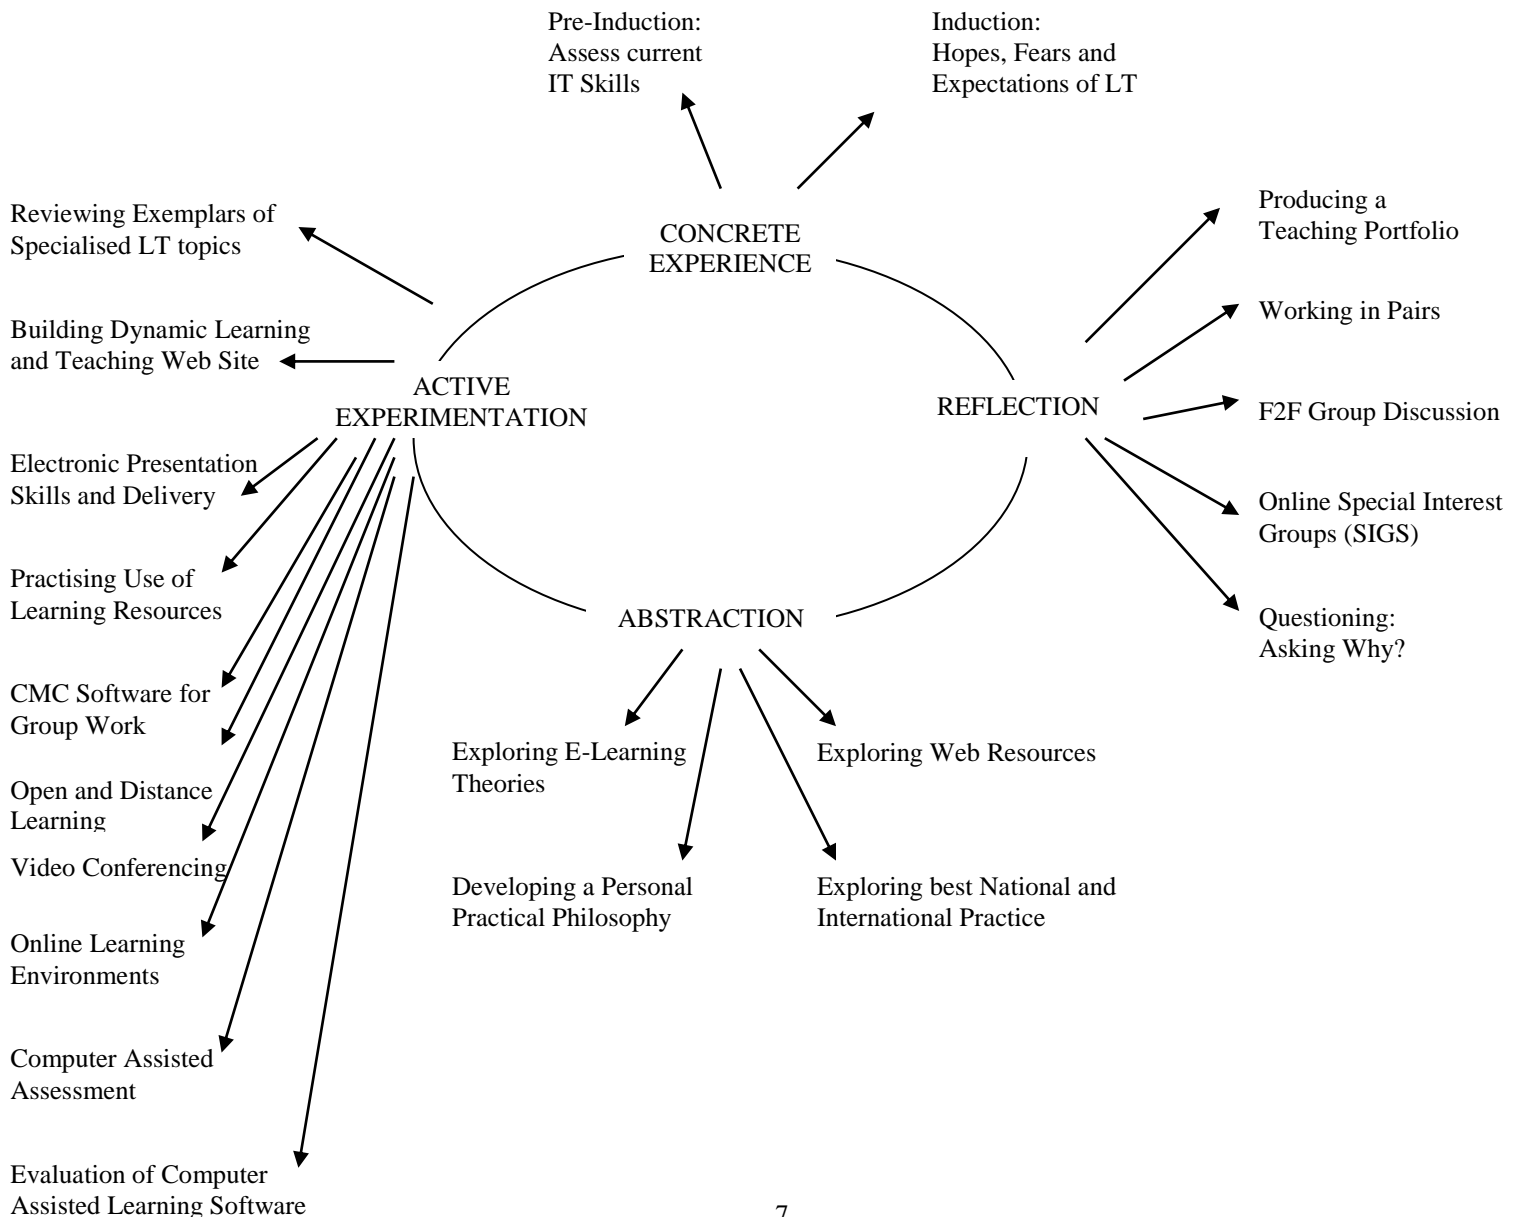 Pre-Induction:
Assess current
IT Skills
Induction:
Hopes, Fears and
Expectations of LT
CONCRETE
EXPERIENCE
Reviewing Exemplars of
Specialised LT topics
Building Dynamic Learning
and Teaching Web Site
ACTIVE
EXPERIMENTATION
Electronic Presentation
Skills and Delivery
Practising Use of
Learning Resources
CMC Software for
Group Work
Open and Distance
Learning
Video Conferencing
Online Learning
Environments
Computer Assisted
Assessment
Evaluation of Computer
Assisted Learning Software
REFLECTION
Producing a
Teaching Portfolio
Working in Pairs
F2F Group Discussion
Online Special Interest
Groups (SIGS)
Questioning:
Asking Why?
ABSTRACTION
Exploring E-Learning
Theories
Exploring Web Resources
Developing a Personal
Practical Philosophy
Exploring best National and
International Practice
7